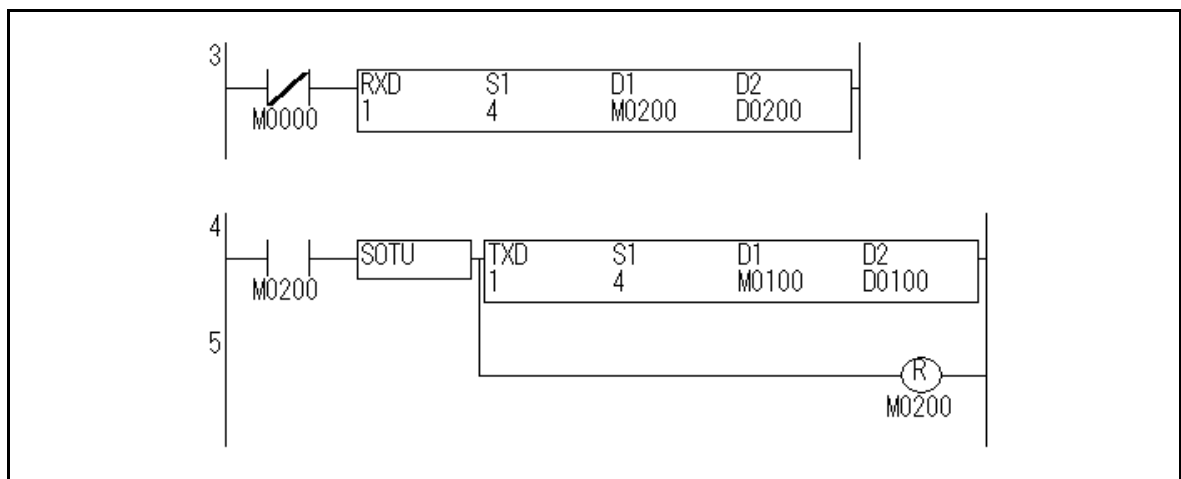 3
RXD S1 D1 D2
1 4 M0200 D0200
M0000
4
SOTU TXD S1 D1 D2
1 4 M0100 D0100
M0200
5
R
M0200